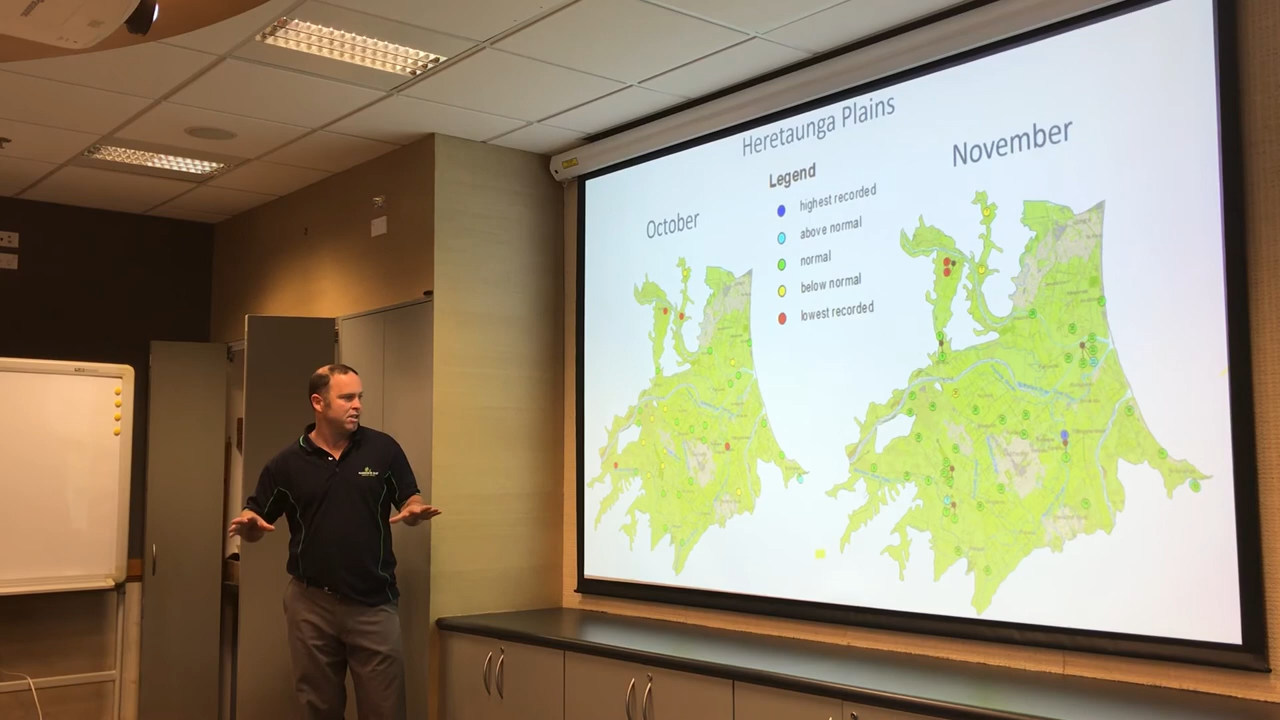 Heretaunga Plains
October
Legend
highest recorded
above normal
normal
below normal
lowest recorded
November